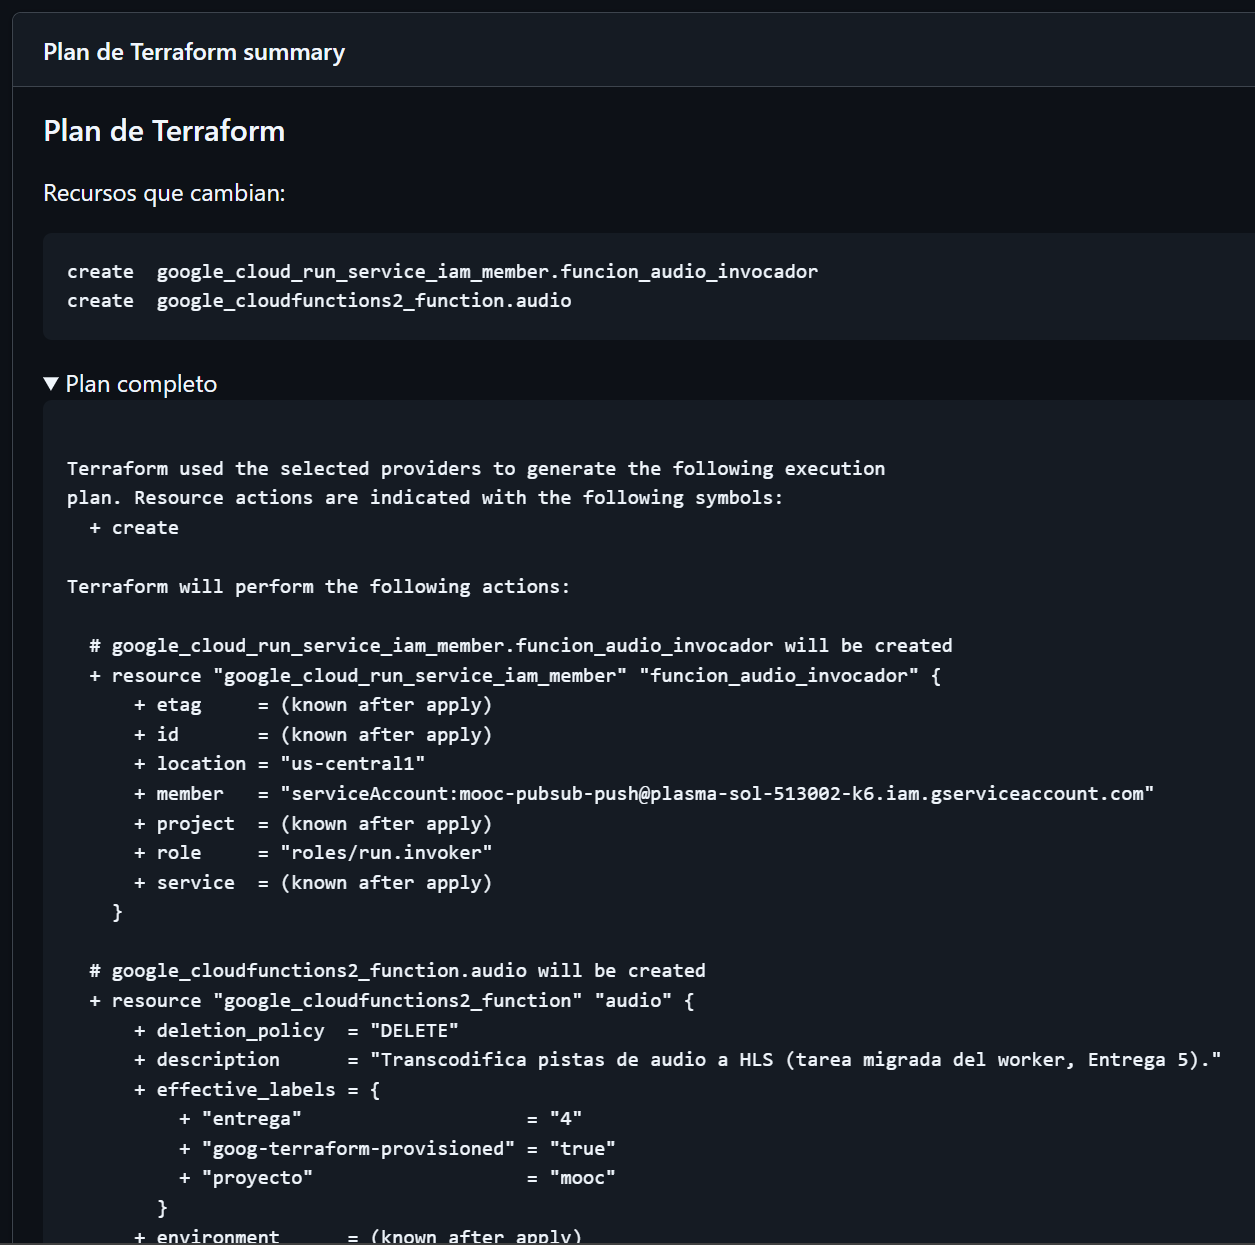 Plan de Terraform summary
Plan de Terraform
Recursos que cambian:
create  google_cloud_run_service_iam_member.funcion_audio_invocador
create  google_cloudfunctions2_function.audio
▼ Plan completo
Terraform used the selected providers to generate the following execution
plan. Resource actions are indicated with the following symbols:
  + create
Terraform will perform the following actions:
  # google_cloud_run_service_iam_member.funcion_audio_invocador will be created
  + resource "google_cloud_run_service_iam_member" "funcion_audio_invocador" {
      + etag     = (known after apply)
      + id       = (known after apply)
      + location = "us-central1"
      + member   = "serviceAccount:mooc-pubsub-push@plasma-sol-513002-k6.iam.gserviceaccount.com"
      + project  = (known after apply)
      + role     = "roles/run.invoker"
      + service  = (known after apply)
    }
  # google_cloudfunctions2_function.audio will be created
  + resource "google_cloudfunctions2_function" "audio" {
      + deletion_policy  = "DELETE"
      + description      = "Transcodifica pistas de audio a HLS (tarea migrada del worker, Entrega 5)."
      + effective_labels = {
          + "entrega"                    = "4"
          + "goog-terraform-provisioned" = "true"
          + "proyecto"                   = "mooc"
        }
      + environment      = (known after apply)